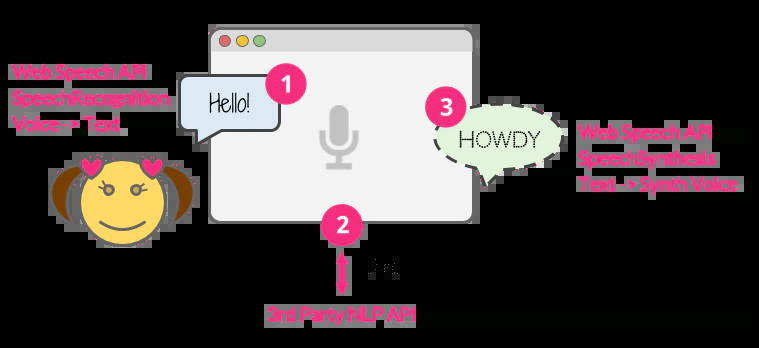 Web Speech API
SpeechRecognition
Voice -> Text
Hello!
1
3
HOWDY
Web Speech API
SpeechSynthesis
Text -> Synth Voice
2
3rd Party NLP API